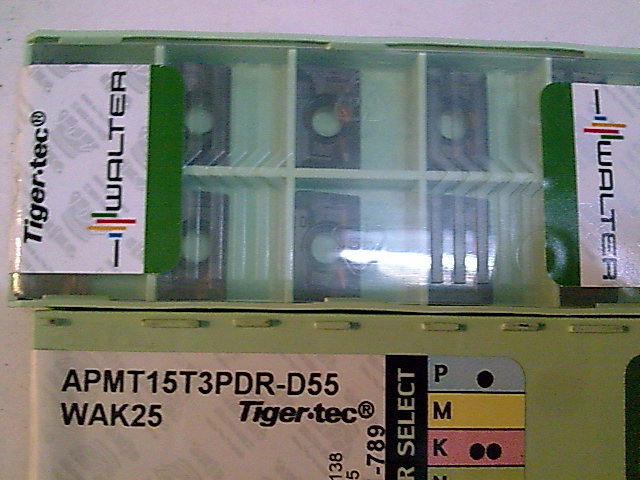 Tiger·tec®
WALTER
WALTER
APMT15T3PDR-D55
WAK25
Tiger·tec®
R SELECT
-789
138
5
P
M
K